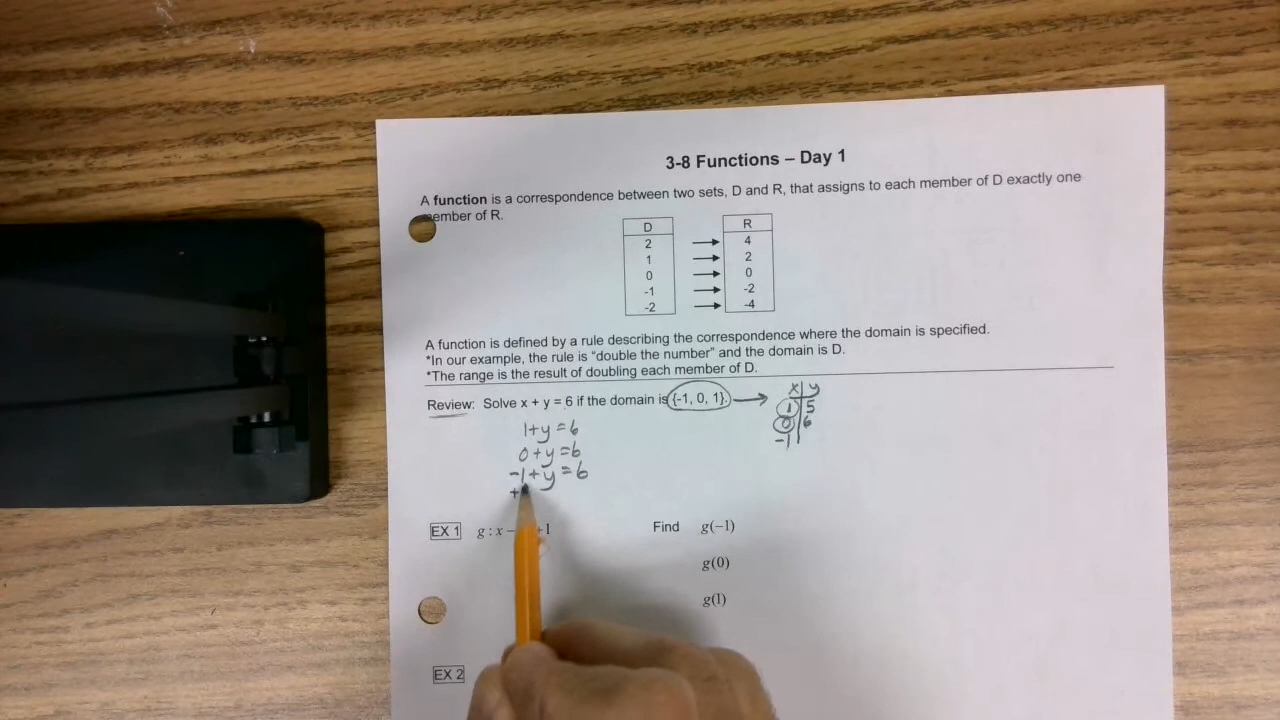 3-8 Functions – Day 1
A function is a correspondence between two sets, D and R, that assigns to each member of D exactly one
member of R.
D R
2 → 4
1 → 2
0 → 0
-1 → -2
-2 → -4
A function is defined by a rule describing the correspondence where the domain is specified.
*In our example, the rule is “double the number” and the domain is D.
*The range is the result of doubling each member of D.
Review: Solve x + y = 6 if the domain is {-1, 0, 1}. →
x y
1 5
0 6
-1
1+y=6
0+y=6
-1+y=6
+
EX 1 g : x +1 Find g(−1)
g(0)
g(1)
EX 2